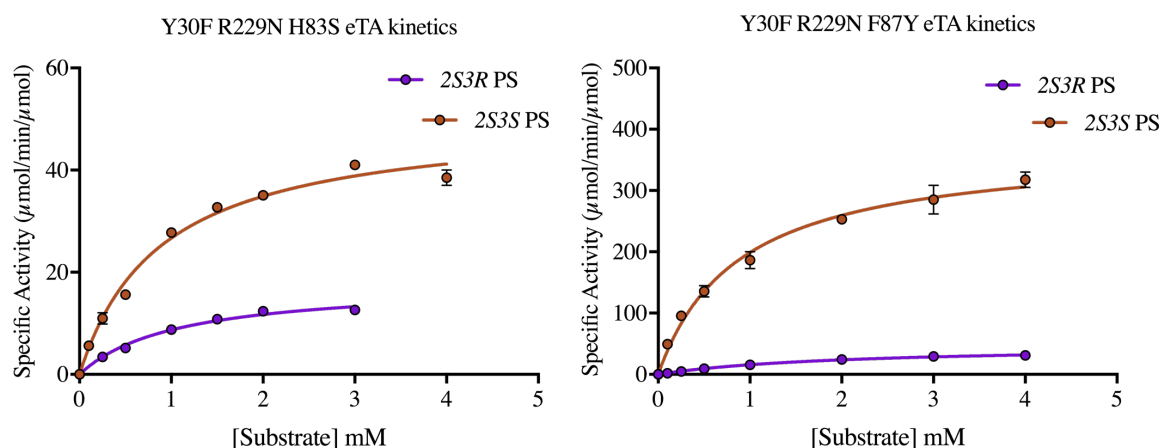 Y30F R229N H83S eTA kinetics
2S3R PS
2S3S PS
Specific Activity (µmol/min/µmol)
60
40
20
0
0 1 2 3 4 5
[Substrate] mM
Y30F R229N F87Y eTA kinetics
2S3R PS
2S3S PS
Specific Activity (µmol/min/µmol)
500
400
300
200
100
0
0 1 2 3 4 5
[Substrate] mM